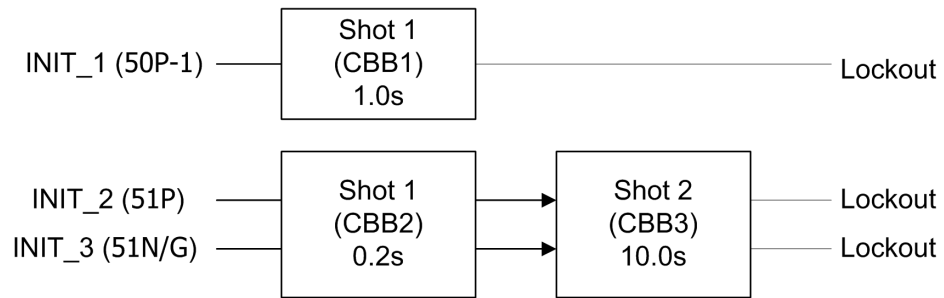 INIT_1 (50P-1)
Shot 1
(CBB1)
1.0s
Lockout
INIT_2 (51P)
INIT_3 (51N/G)
Shot 1
(CBB2)
0.2s
Shot 2
(CBB3)
10.0s
Lockout
Lockout